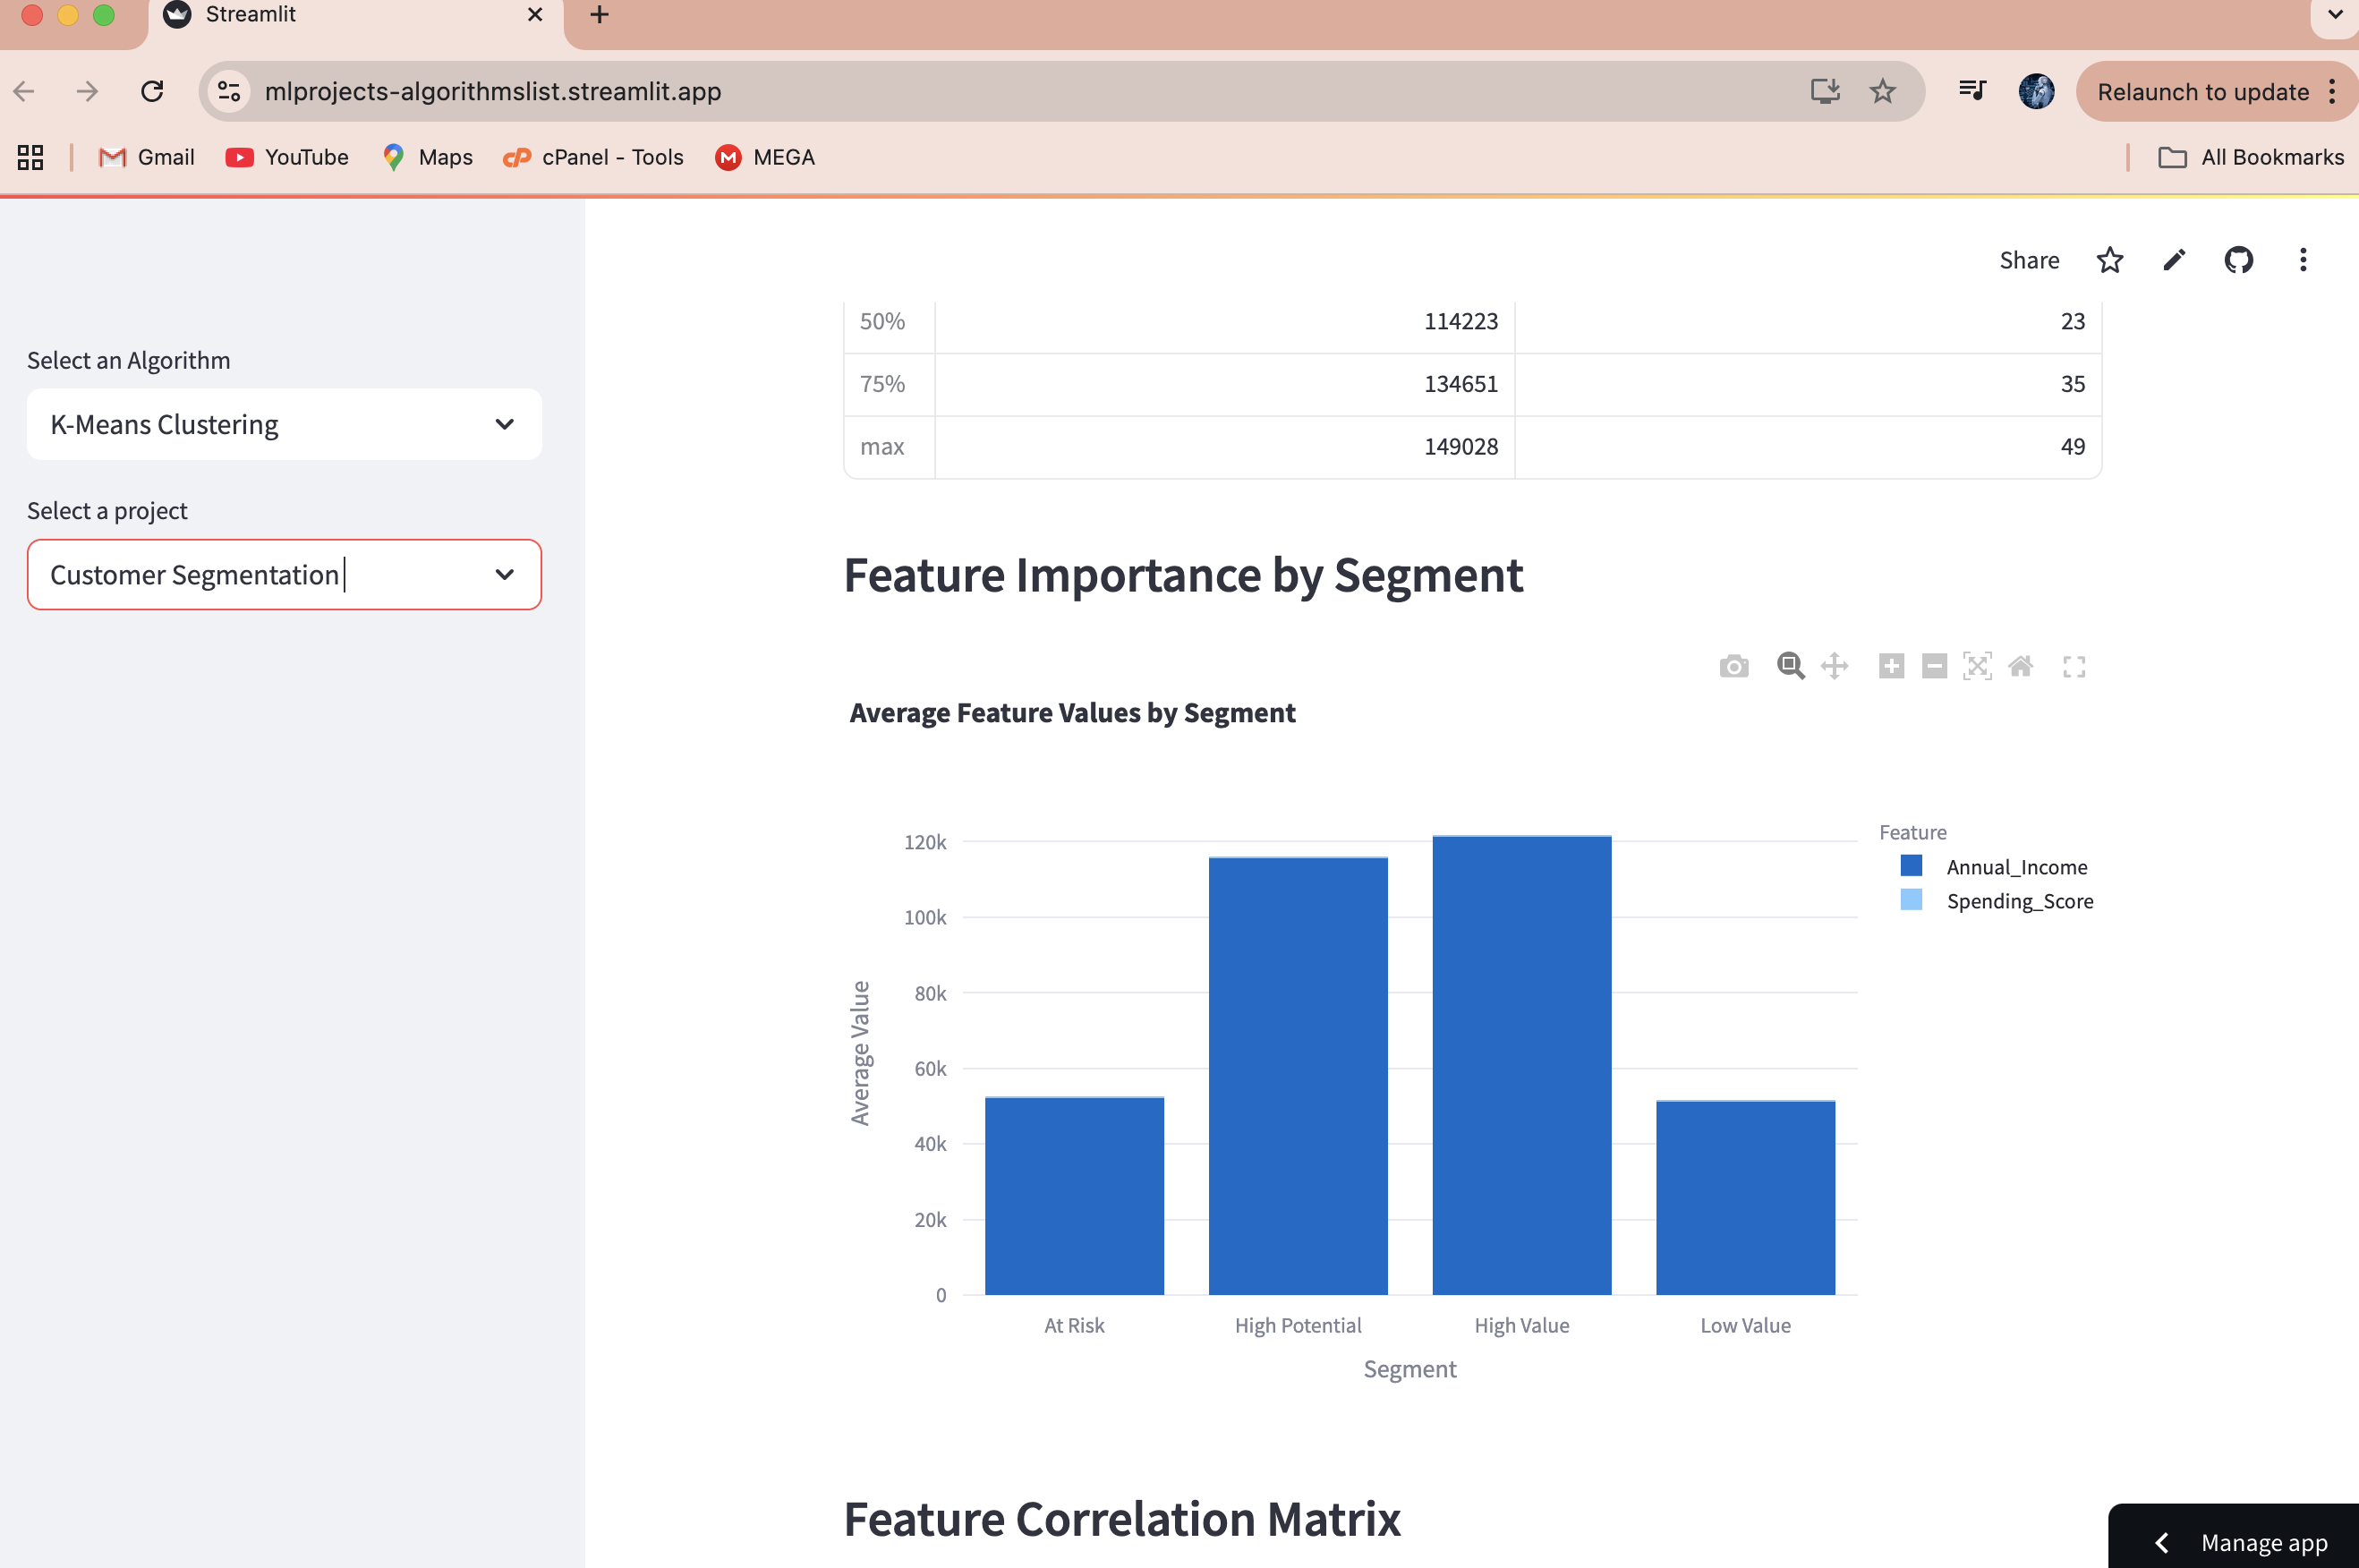 Streamlit
mlprojects-algorithmslist.streamlit.app
Relaunch to update
Gmail
YouTube
Maps
cPanel - Tools
MEGA
All Bookmarks
Share
Select an Algorithm
K-Means Clustering
Select a project
Customer Segmentation
50% 114223 23
75% 134651 35
max 149028 49
Feature Importance by Segment
Average Feature Values by Segment
Feature
Annual_Income
Spending_Score
Average Value
120k
100k
80k
60k
40k
20k
0
At Risk High Potential High Value Low Value
Segment
Feature Correlation Matrix
Manage app